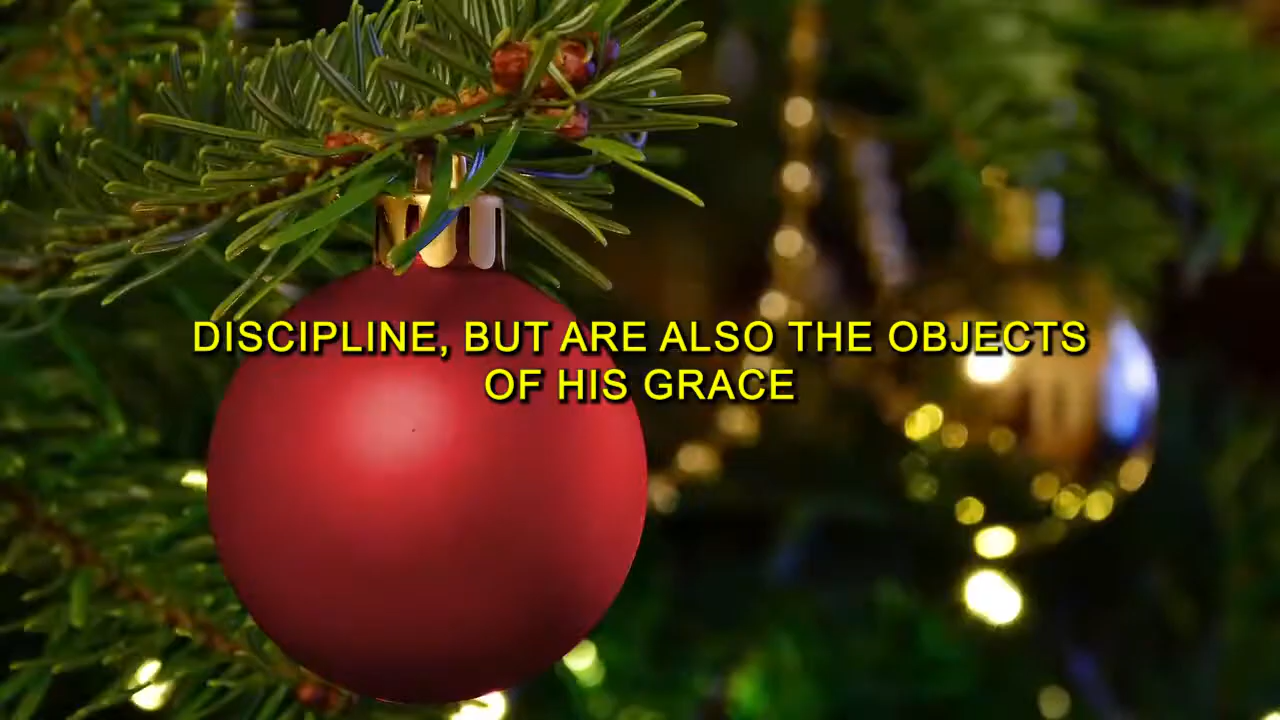 DISCIPLINE, BUT ARE ALSO THE OBJECTS
OF HIS GRACE